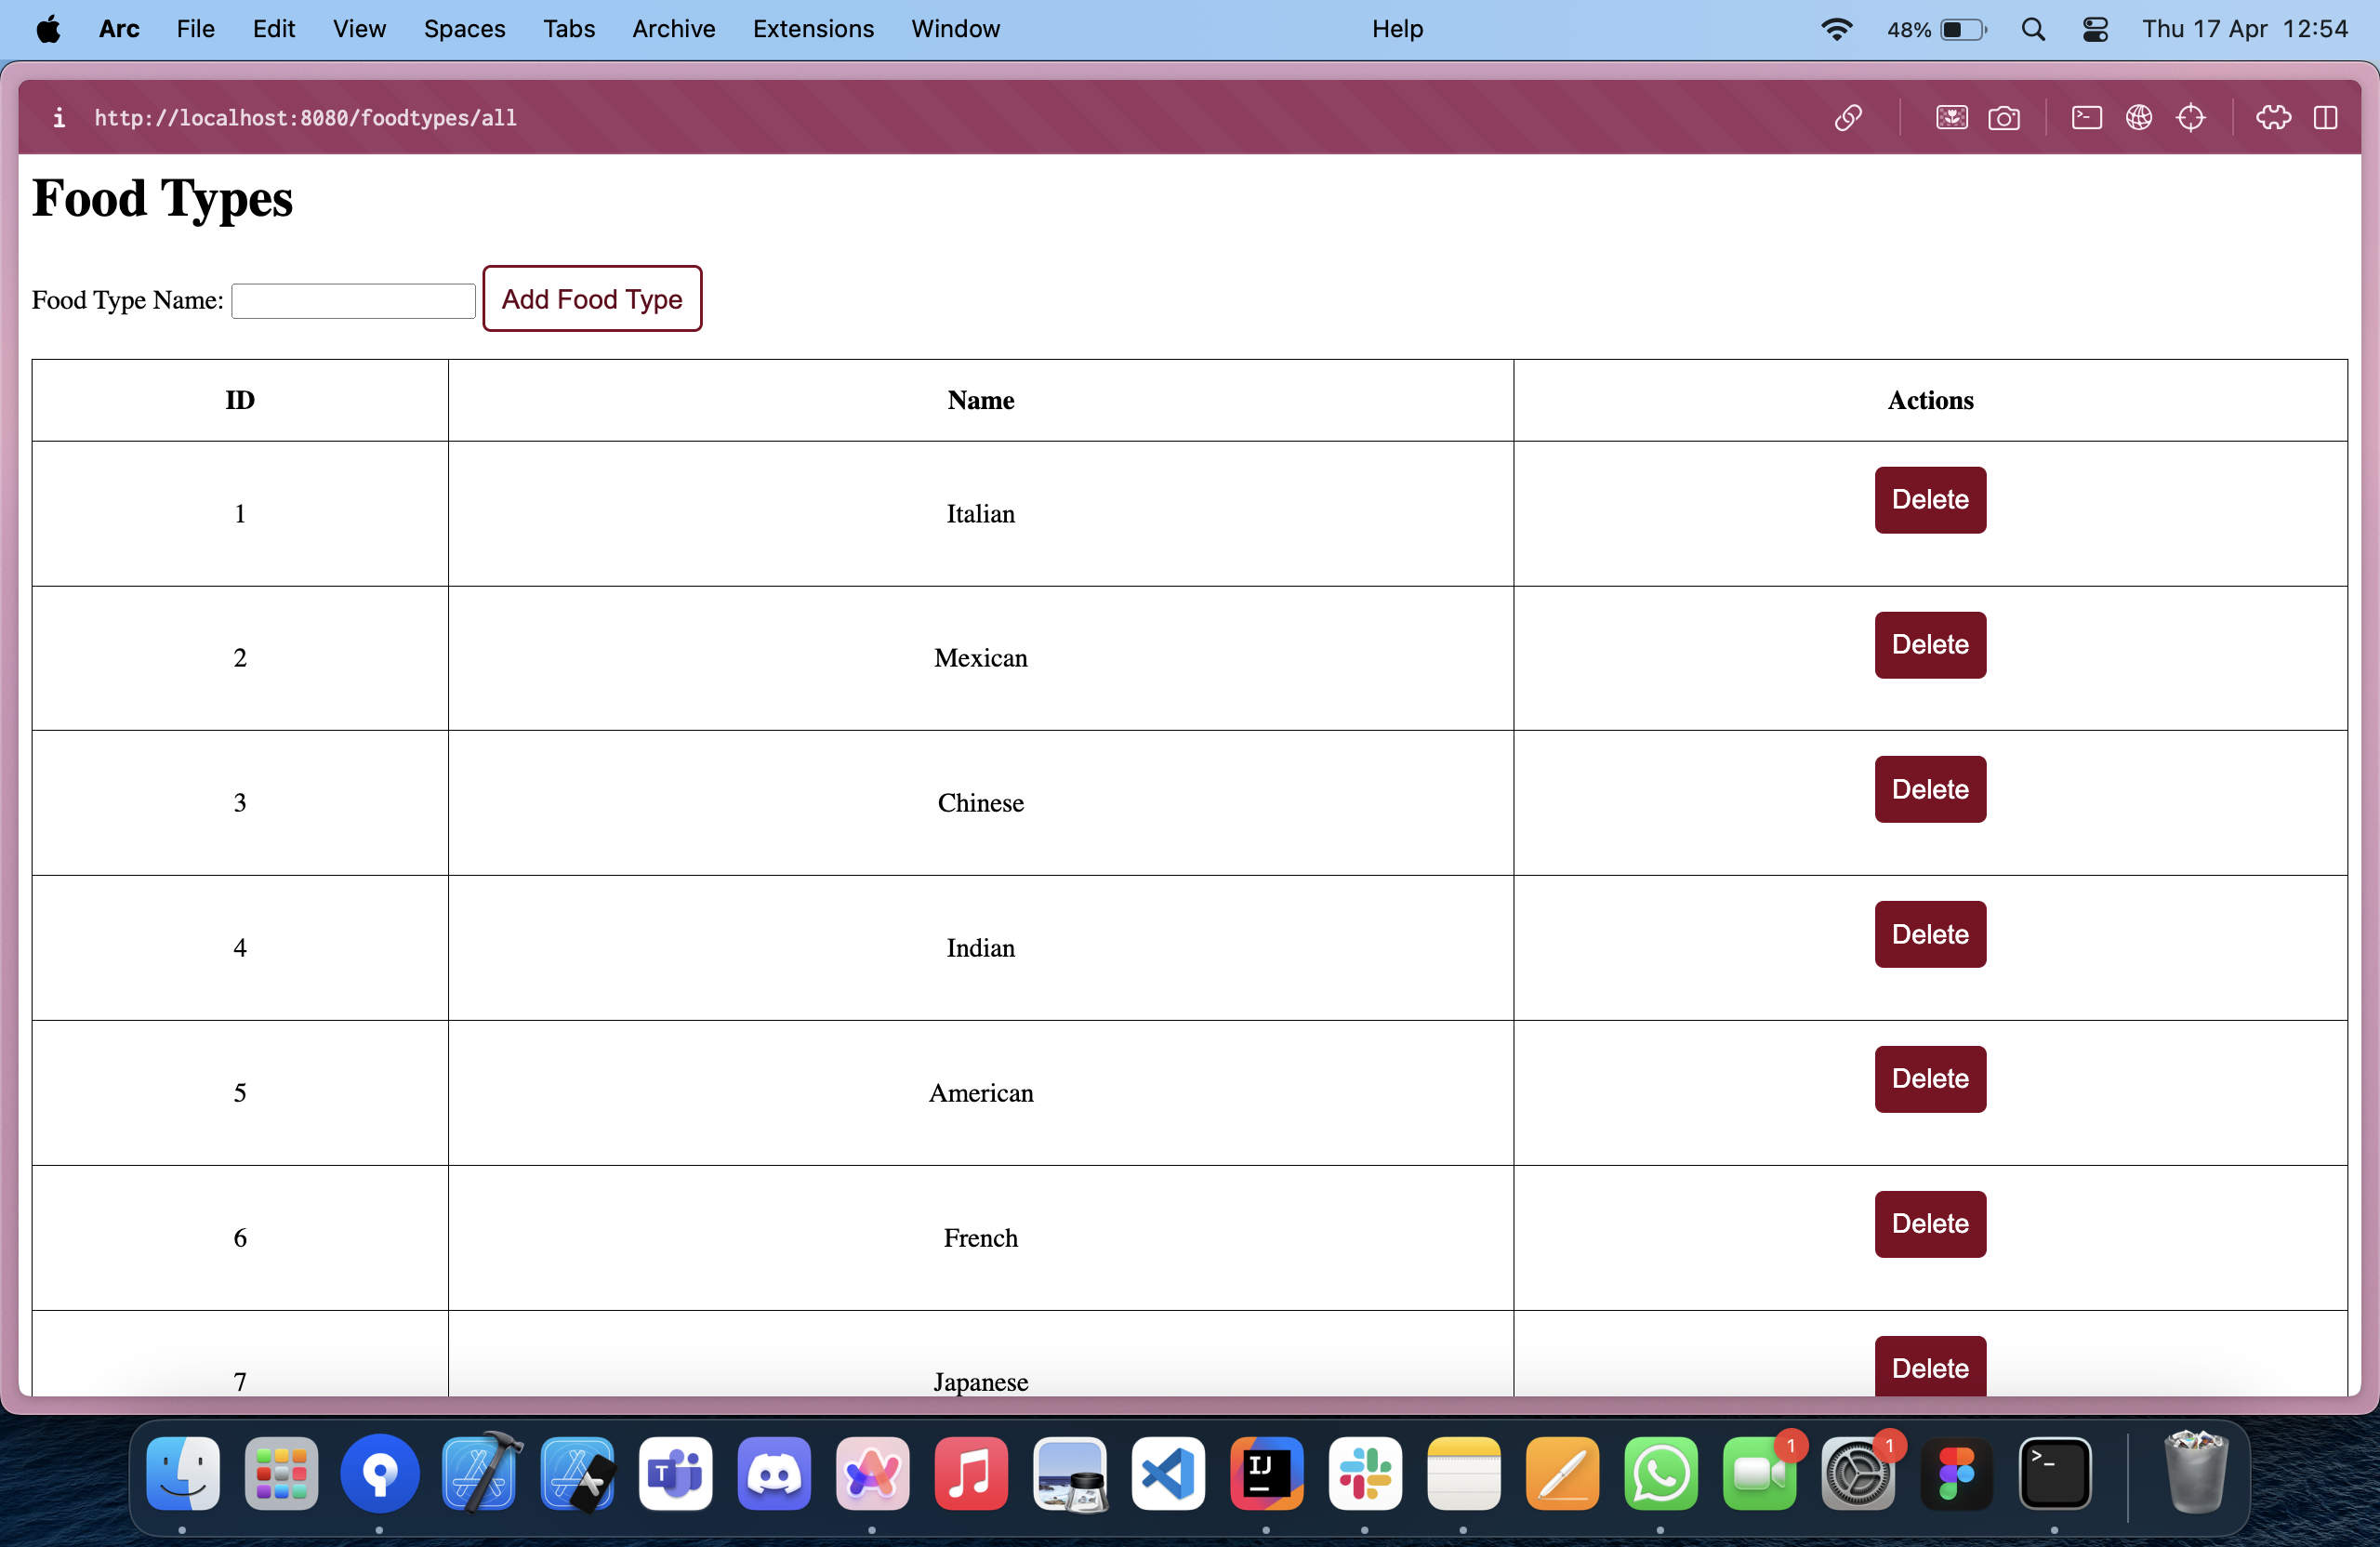 Arc File Edit View Spaces Tabs Archive Extensions Window Help 48% Thu 17 Apr 12:54
i http://localhost:8080/foodtypes/all
Food Types
Food Type Name: Add Food Type
ID Name Actions
1 Italian Delete
2 Mexican Delete
3 Chinese Delete
4 Indian Delete
5 American Delete
6 French Delete
7 Japanese Delete
T IJ 1 1 >_